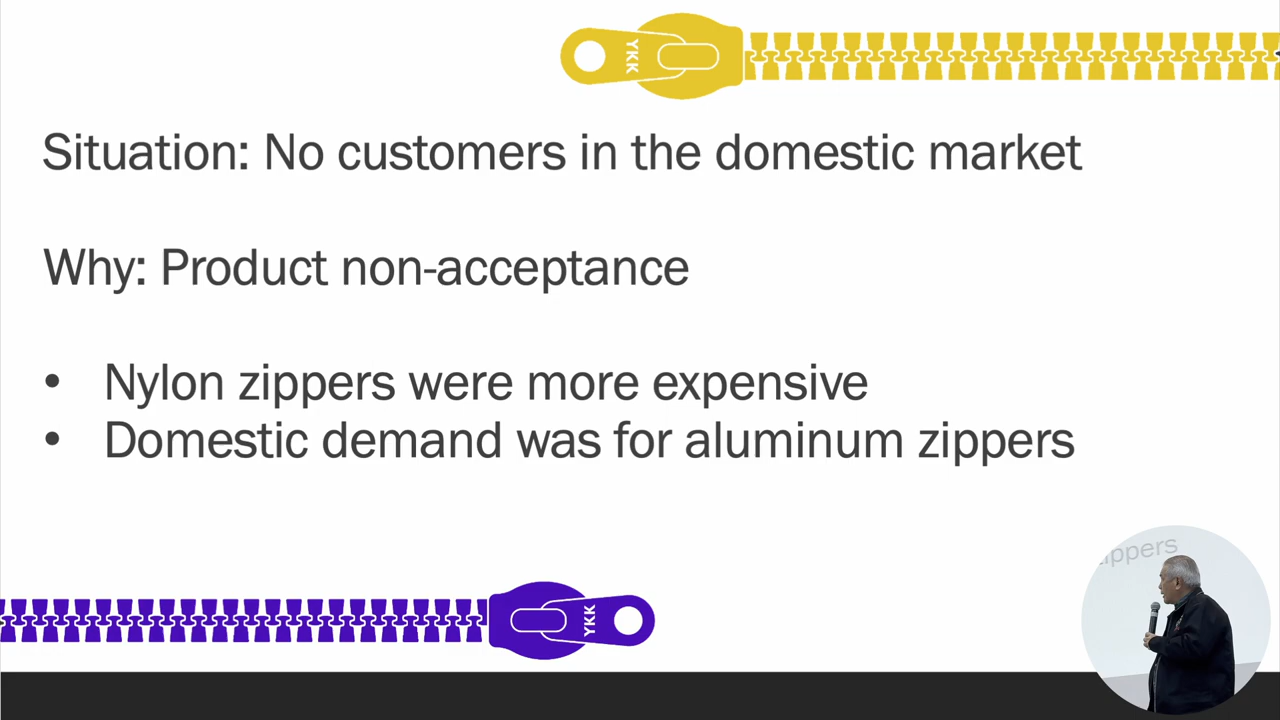 YKK
Situation: No customers in the domestic market
Why: Product non-acceptance
• Nylon zippers were more expensive
• Domestic demand was for aluminum zippers
zippers
YKK